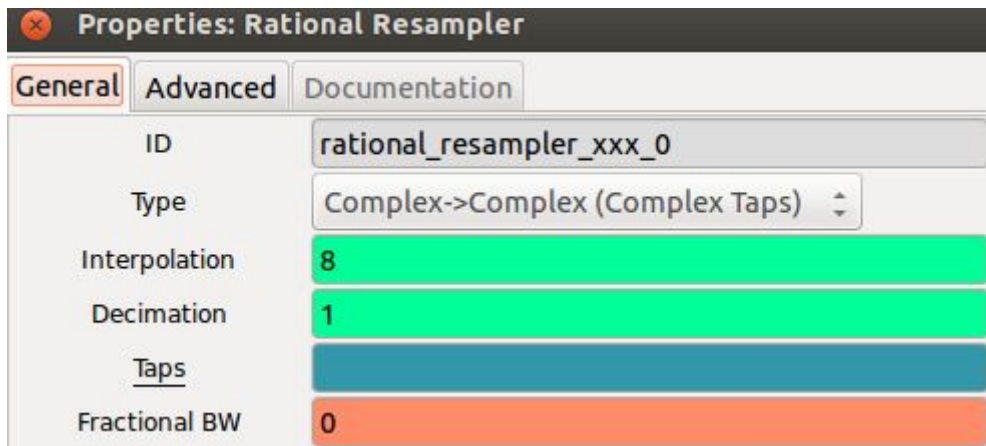 Properties: Rational Resampler
General Advanced Documentation
ID rational_resampler_xxx_0
Type Complex->Complex (Complex Taps)
Interpolation 8
Decimation 1
Taps
Fractional BW 0